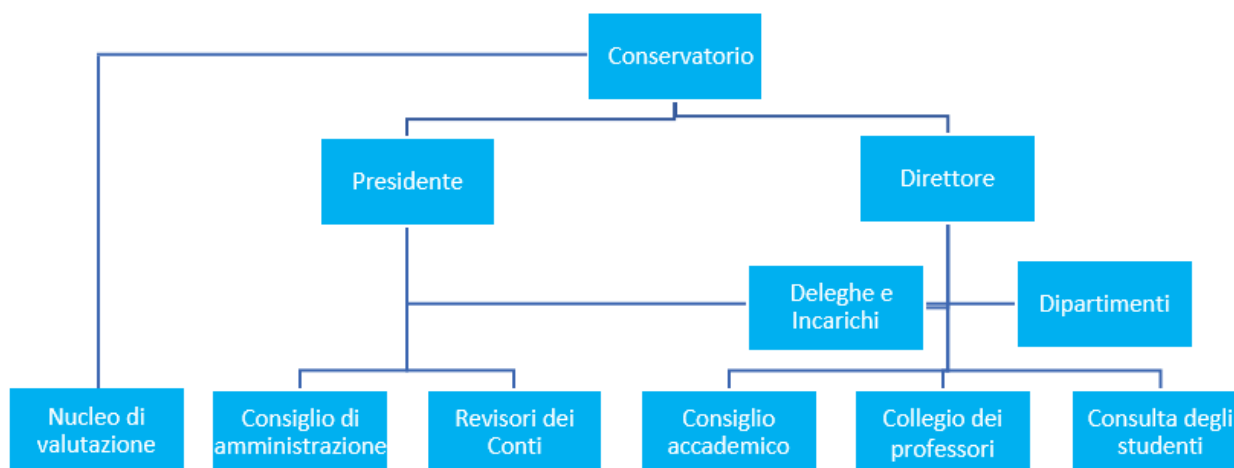 Conservatorio
Presidente
Direttore
Deleghe e
Incarichi
Dipartimenti
Nucleo di
valutazione
Consiglio di
amministrazione
Revisori dei
Conti
Consiglio
accademico
Collegio dei
professori
Consulta degli
studenti